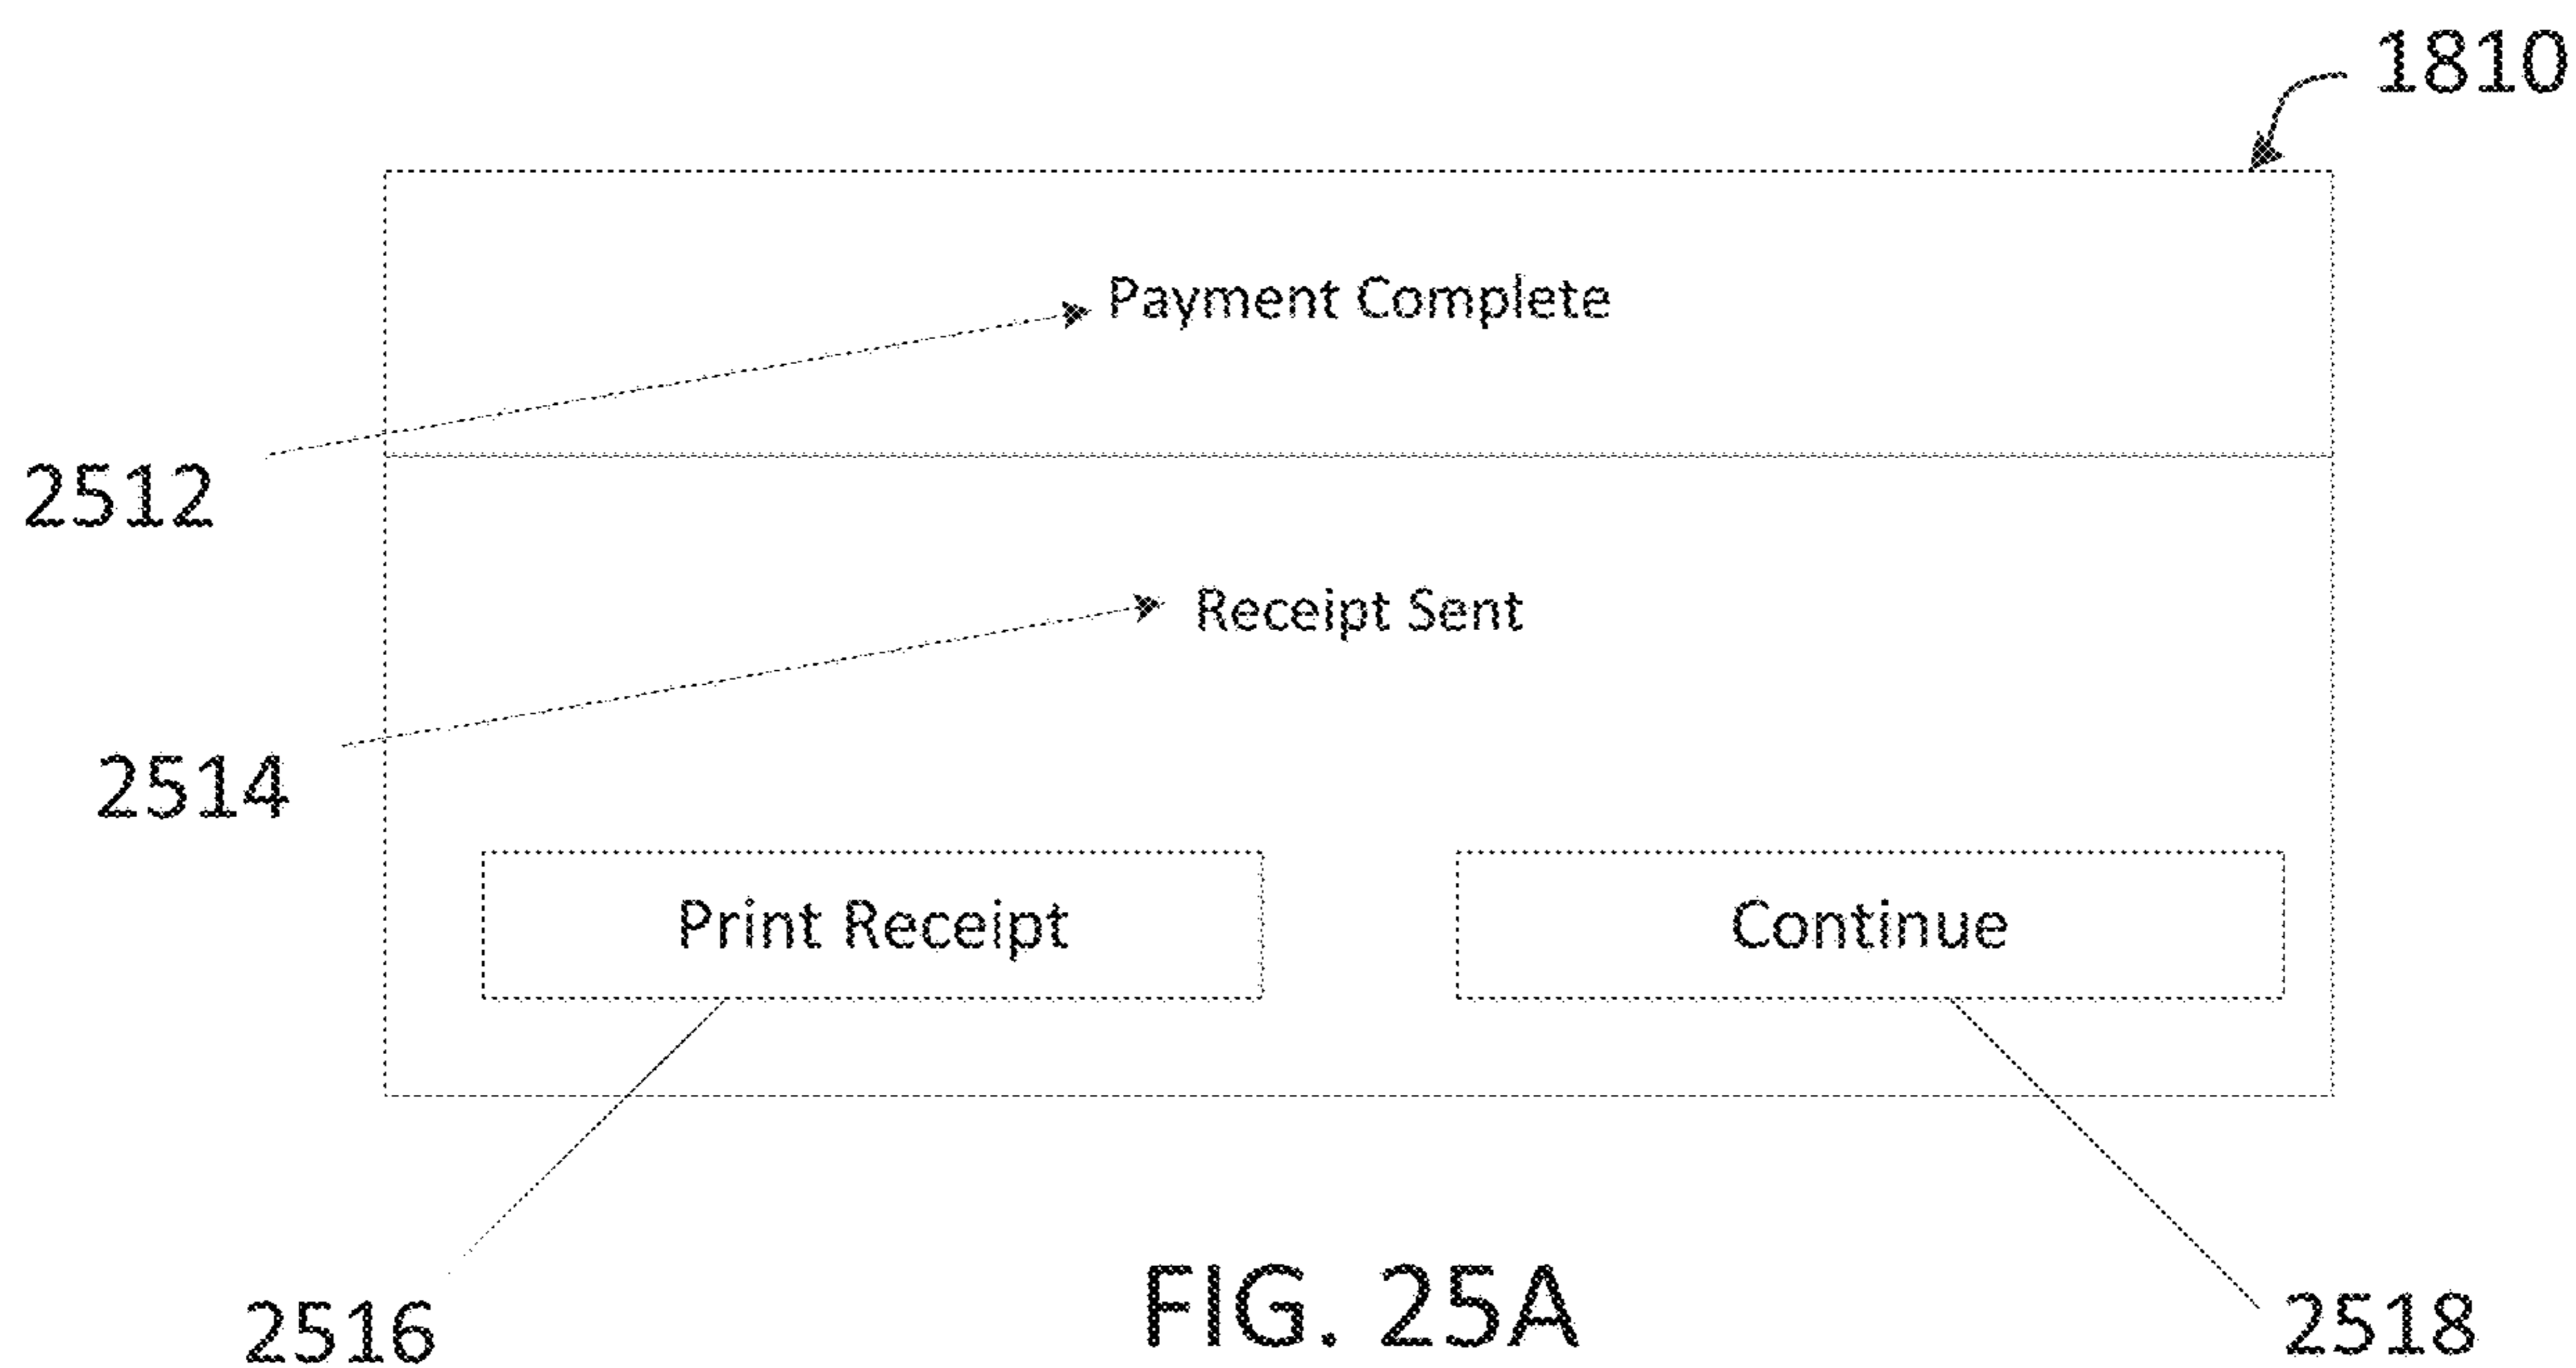 1810
Payment Complete
2512
Receipt Sent
2514
Print Receipt
Continue
2516
FIG. 25A
2518